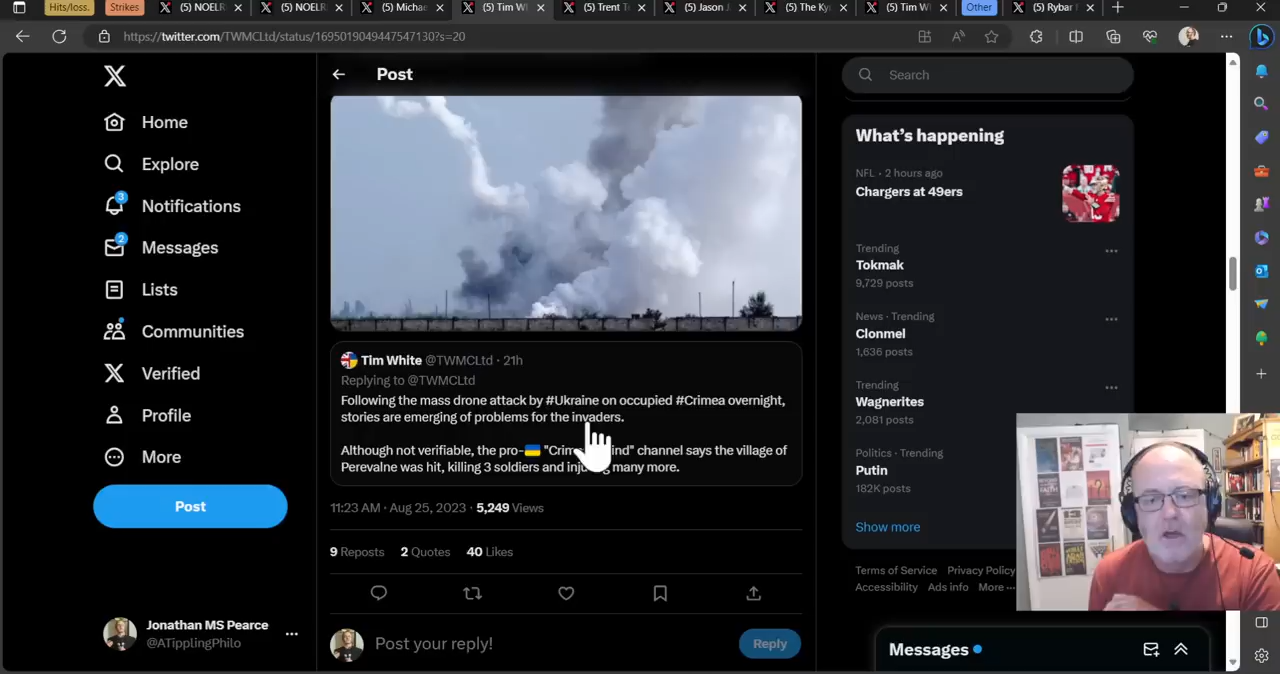 Hits/loss.
Strikes
(5) NOELR
(5) NOELR
(5) Michae
(5) Tim W
(5) Trent T
(5) Jason J
(5) The Ky
(5) Tim W
Other
(5) Rybar
https://twitter.com/TWMCLtd/status/1695019049447547130?s=20
Home
Explore
3
Notifications
2
Messages
Lists
Communities
Verified
Profile
More
Post
Jonathan MS Pearce
@ATipplingPhilo
Post
Tim White @TWMCLtd · 21h
Replying to @TWMCLtd
Following the mass drone attack by #Ukraine on occupied #Crimea overnight,
stories are emerging of problems for the invaders.
Although not verifiable, the pro-🇺🇦 "Crim ind" channel says the village of
Perevalne was hit, killing 3 soldiers and inju many more.
11:23 AM · Aug 25, 2023 · 5,249 Views
9 Reposts 2 Quotes 40 Likes
Post your reply!
Reply
Search
What's happening
NFL · 2 hours ago
Chargers at 49ers
Trending
Tokmak
9,729 posts
News · Trending
Clonmel
1,636 posts
Trending
Wagnerites
2,081 posts
Politics · Trending
Putin
182K posts
Show more
Terms of Service Privacy Policy
Accessibility Ads info More ...
Messages